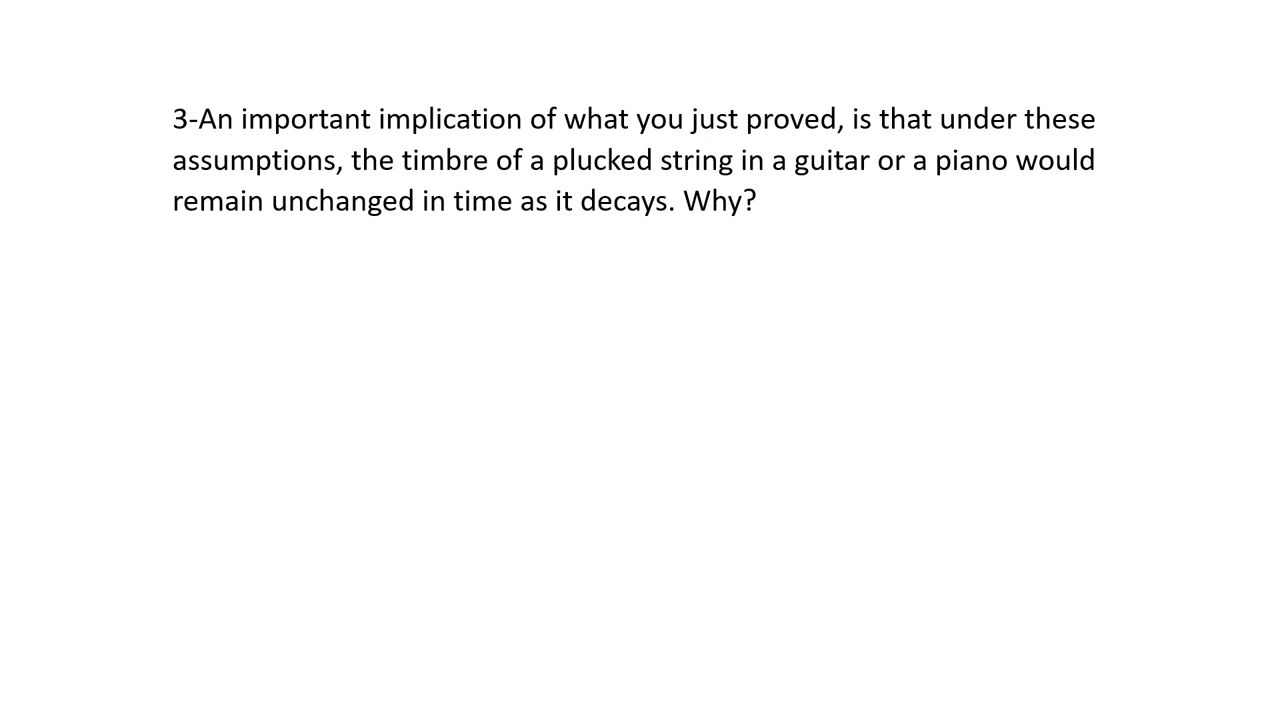 3-An important implication of what you just proved, is that under these
assumptions, the timbre of a plucked string in a guitar or a piano would
remain unchanged in time as it decays. Why?